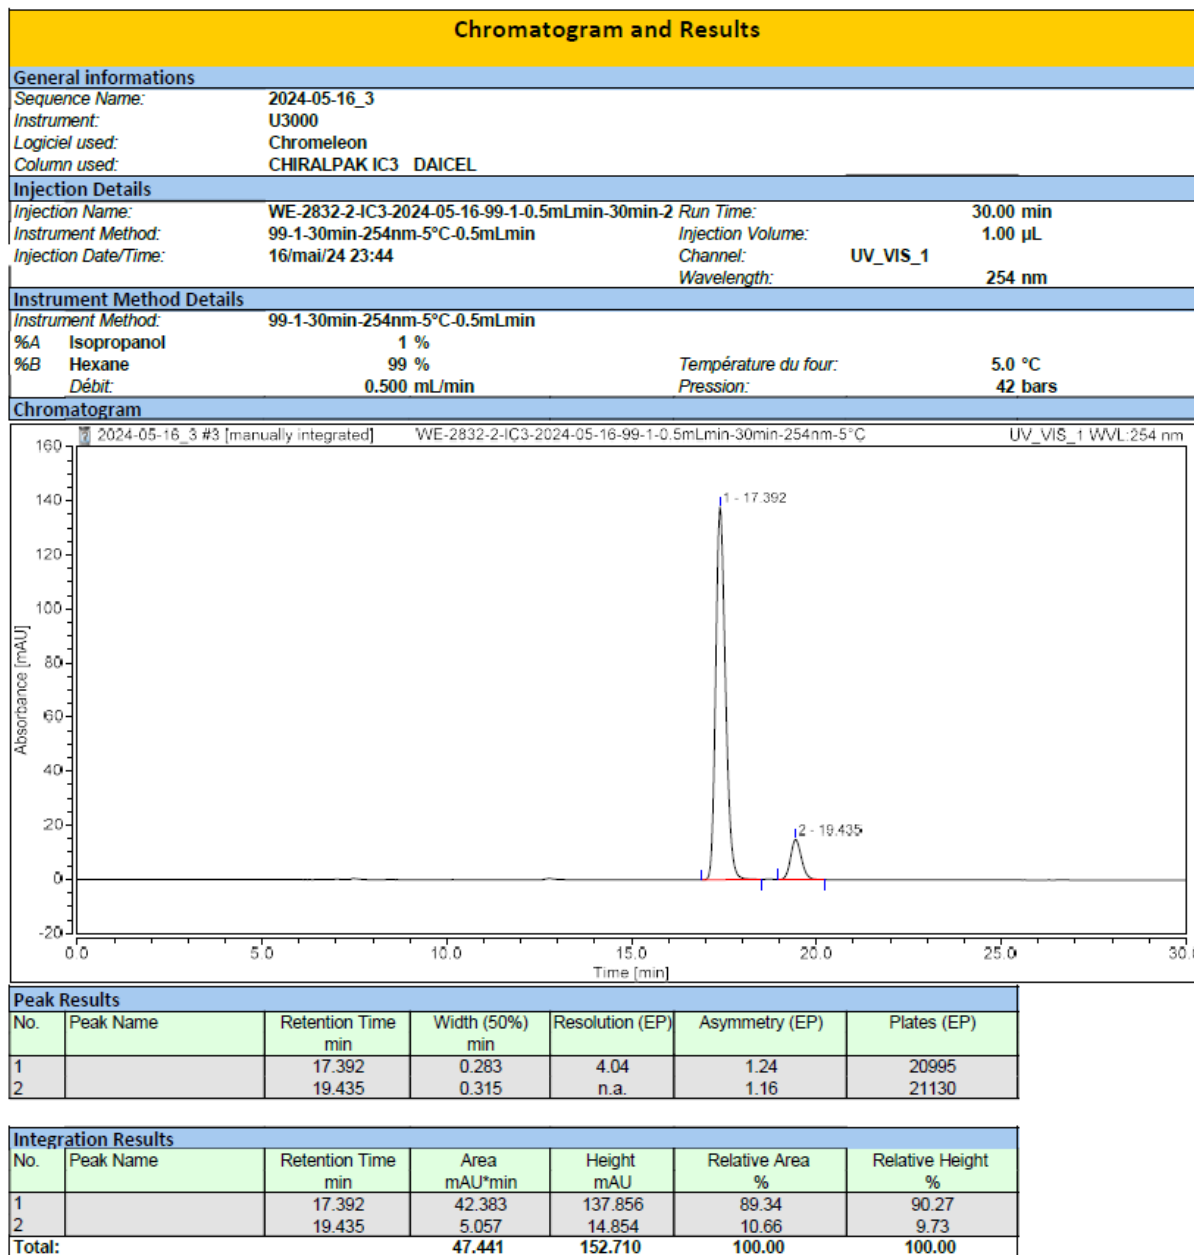 Chromatogram and Results
General informations
Sequence Name: 2024-05-16_3
Instrument: U3000
Logiciel used: Chromeleon
Column used: CHIRALPAK IC3 DAICEL
Injection Details
Injection Name: WE-2832-2-IC3-2024-05-16-99-1-0.5mLmin-30min-2 Run Time: 30.00 min
Instrument Method: 99-1-30min-254nm-5°C-0.5mLmin Injection Volume: 1.00 µL
Injection Date/Time: 16/mai/24 23:44 Channel: UV_VIS_1
Wavelength: 254 nm
Instrument Method Details
Instrument Method: 99-1-30min-254nm-5°C-0.5mLmin
%A Isopropanol 1 %
%B Hexane 99 % Température du four: 5.0 °C
Débit: 0.500 mL/min Pression: 42 bars
Chromatogram
2024-05-16_3 #3 [manually integrated] WE-2832-2-IC3-2024-05-16-99-1-0.5mLmin-30min-254nm-5°C UV_VIS_1 WVL:254 nm
160
140
120
100
80
60
40
20
0
-20
Absorbance [mAU]
1 - 17.392
2 - 19.435
0.0 5.0 10.0 15.0 20.0 25.0 30.
Time [min]
Peak Results
No. Peak Name Retention Time Width (50%) Resolution (EP) Asymmetry (EP) Plates (EP)
min min
1 17.392 0.283 4.04 1.24 20995
2 19.435 0.315 n.a. 1.16 21130
Integration Results
No. Peak Name Retention Time Area Height Relative Area Relative Height
min mAU*min mAU % %
1 17.392 42.383 137.856 89.34 90.27
2 19.435 5.057 14.854 10.66 9.73
Total: 47.441 152.710 100.00 100.00